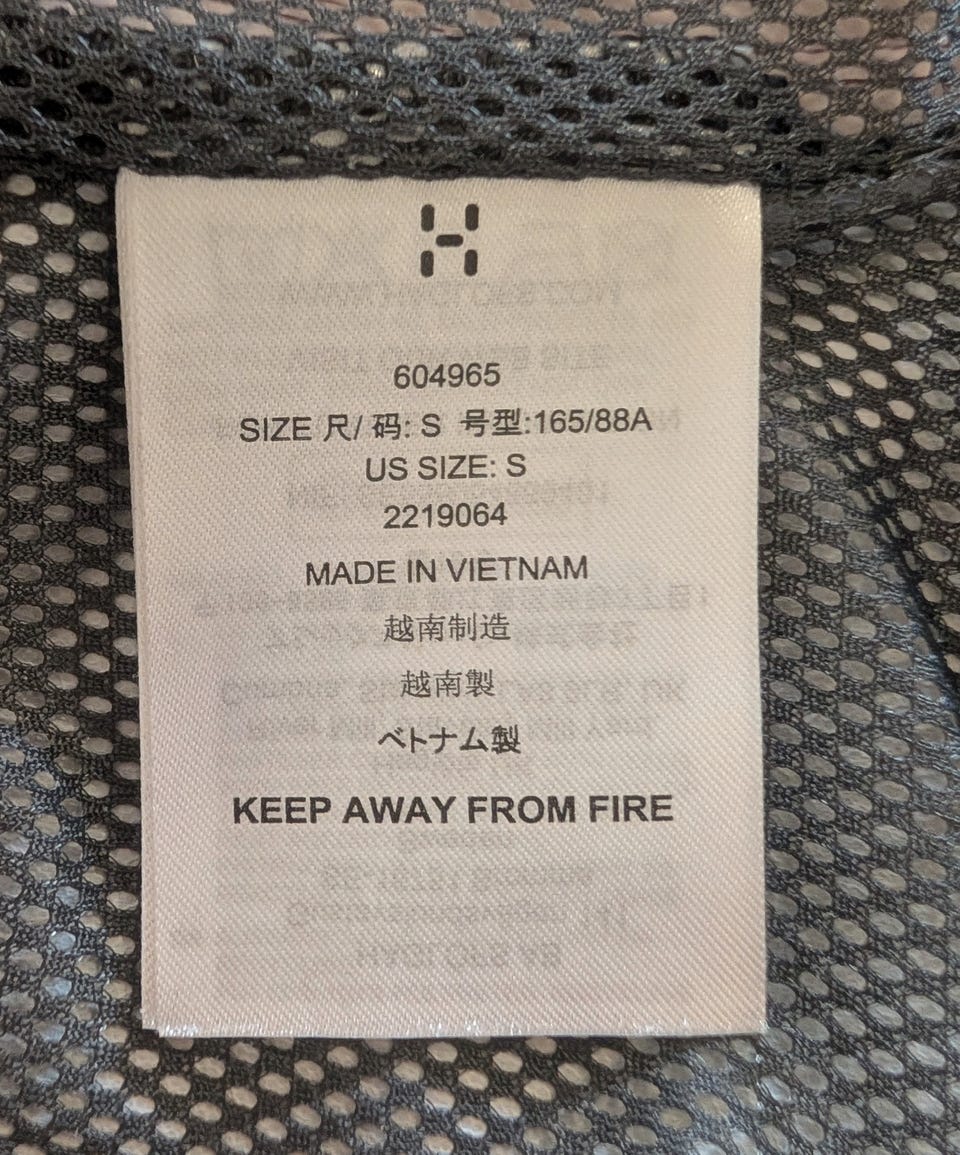 H
604965
SIZE 尺/ 码: S 号型:165/88A
US SIZE: S
2219064
MADE IN VIETNAM
越南制造
越南製
ベトナム製
KEEP AWAY FROM FIRE